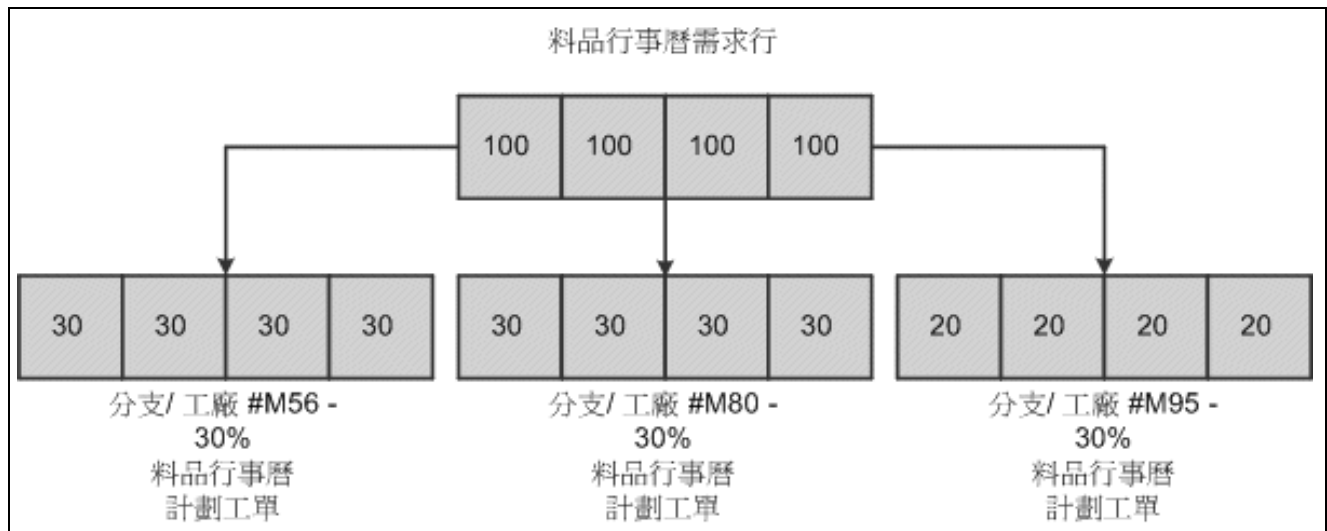 料品行事曆需求行
100 100 100 100
30 30 30 30
30 30 30 30
20 20 20 20
分支/ 工廠 #M56 -
30%
料品行事曆
計劃工單
分支/ 工廠 #M80 -
30%
料品行事曆
計劃工單
分支/ 工廠 #M95 -
30%
料品行事曆
計劃工單